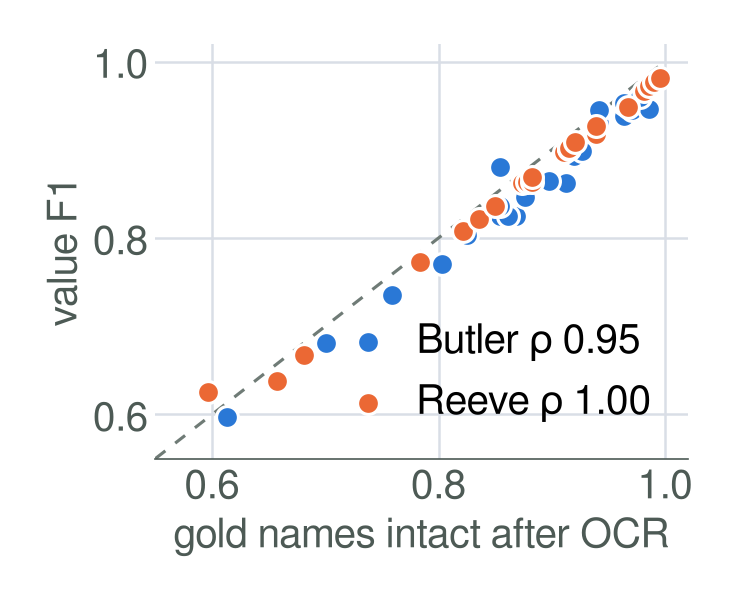 1.0
0.8
0.6
value F1
Butler ρ 0.95
Reeve ρ 1.00
0.6 0.8 1.0
gold names intact after OCR